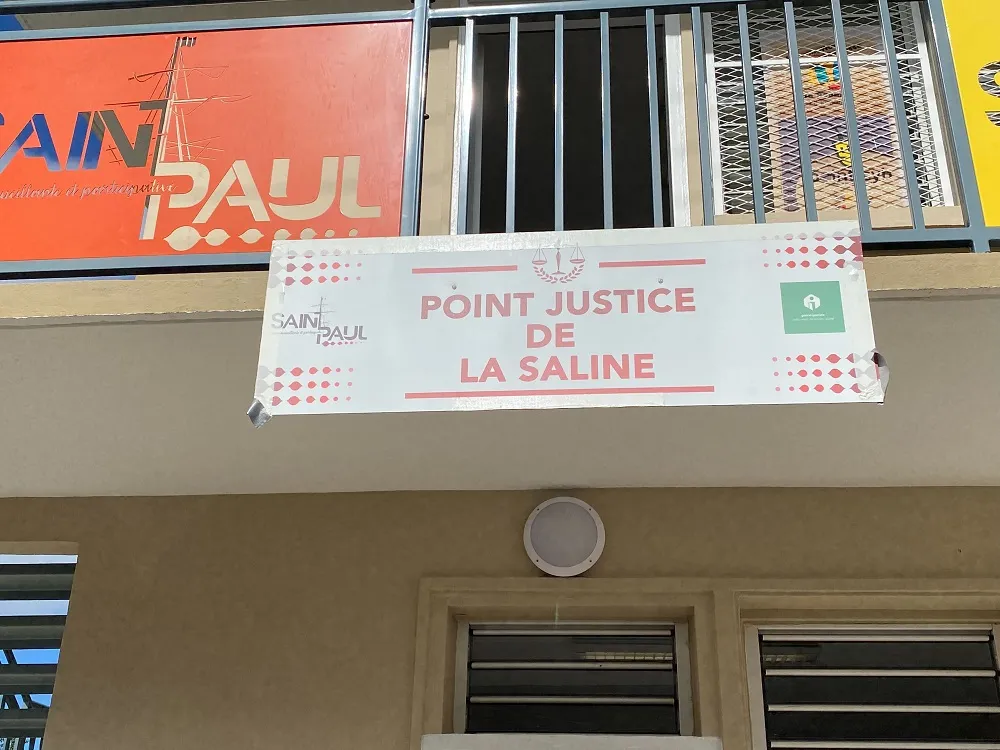 SAINT
PAUL
POINT JUSTICE
DE
LA SALINE
SAINT
PAUL